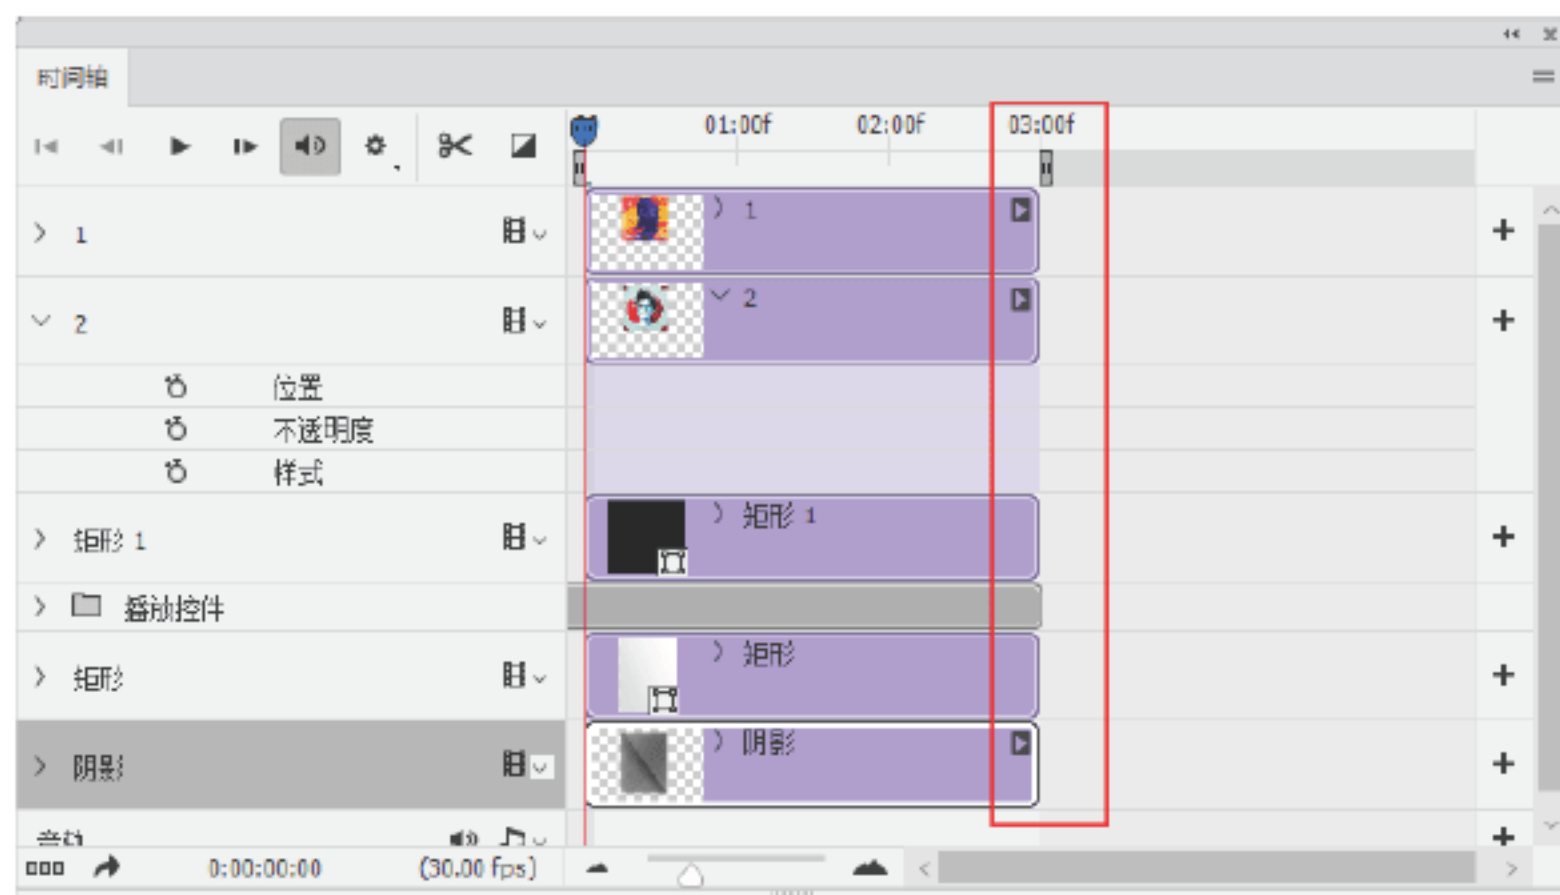 时间轴
01:00f 02:00f 03:00f
1 1
2 2
位置
不透明度
样式
矩形 1 矩形 1
播放控件
矩形 矩形
阴影 阴影
音轨
0:00:00:00 (30.00 fps)